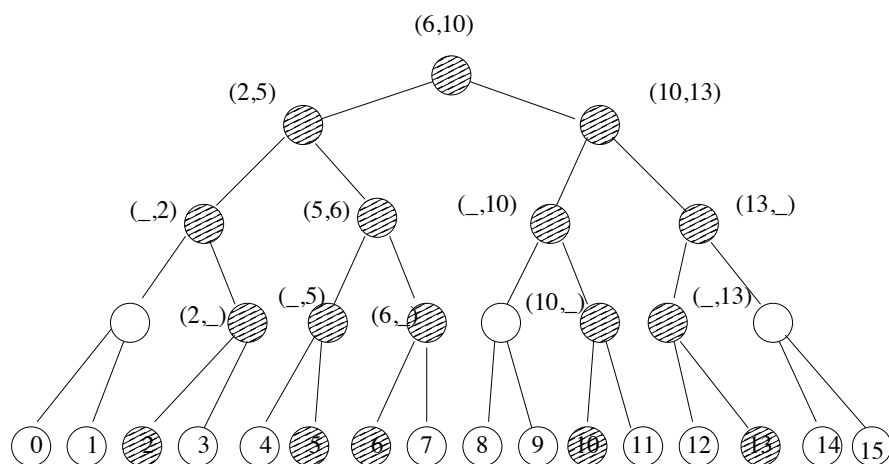 (6,10)
(2,5) (10,13)
(_,2) (5,6) (_,10) (13,_)
(2,_) (_,5) (6,_) (10,_) (_,13)
0 1 2 3 4 5 6 7 8 9 10 11 12 13 14 15